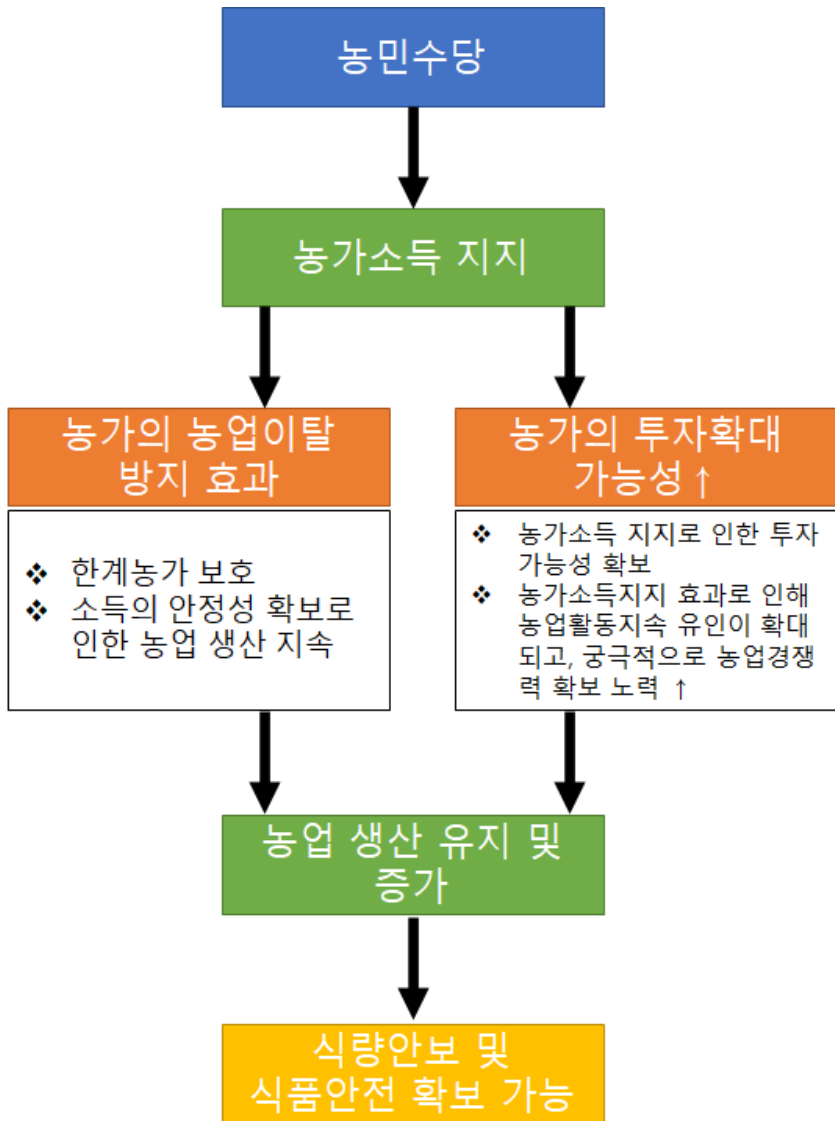 농민수당
농가소득 지지
농가의 농업이탈
방지 효과
❖ 한계농가 보호
❖ 소득의 안정성 확보로
인한 농업 생산 지속
농가의 투자확대
가능성↑
❖ 농가소득 지지로 인한 투자
가능성 확보
❖ 농가소득지지 효과로 인해
농업활동지속 유인이 확대
되고, 궁극적으로 농업경쟁
력 확보 노력 ↑
농업 생산 유지 및
증가
식량안보 및
식품안전 확보 가능